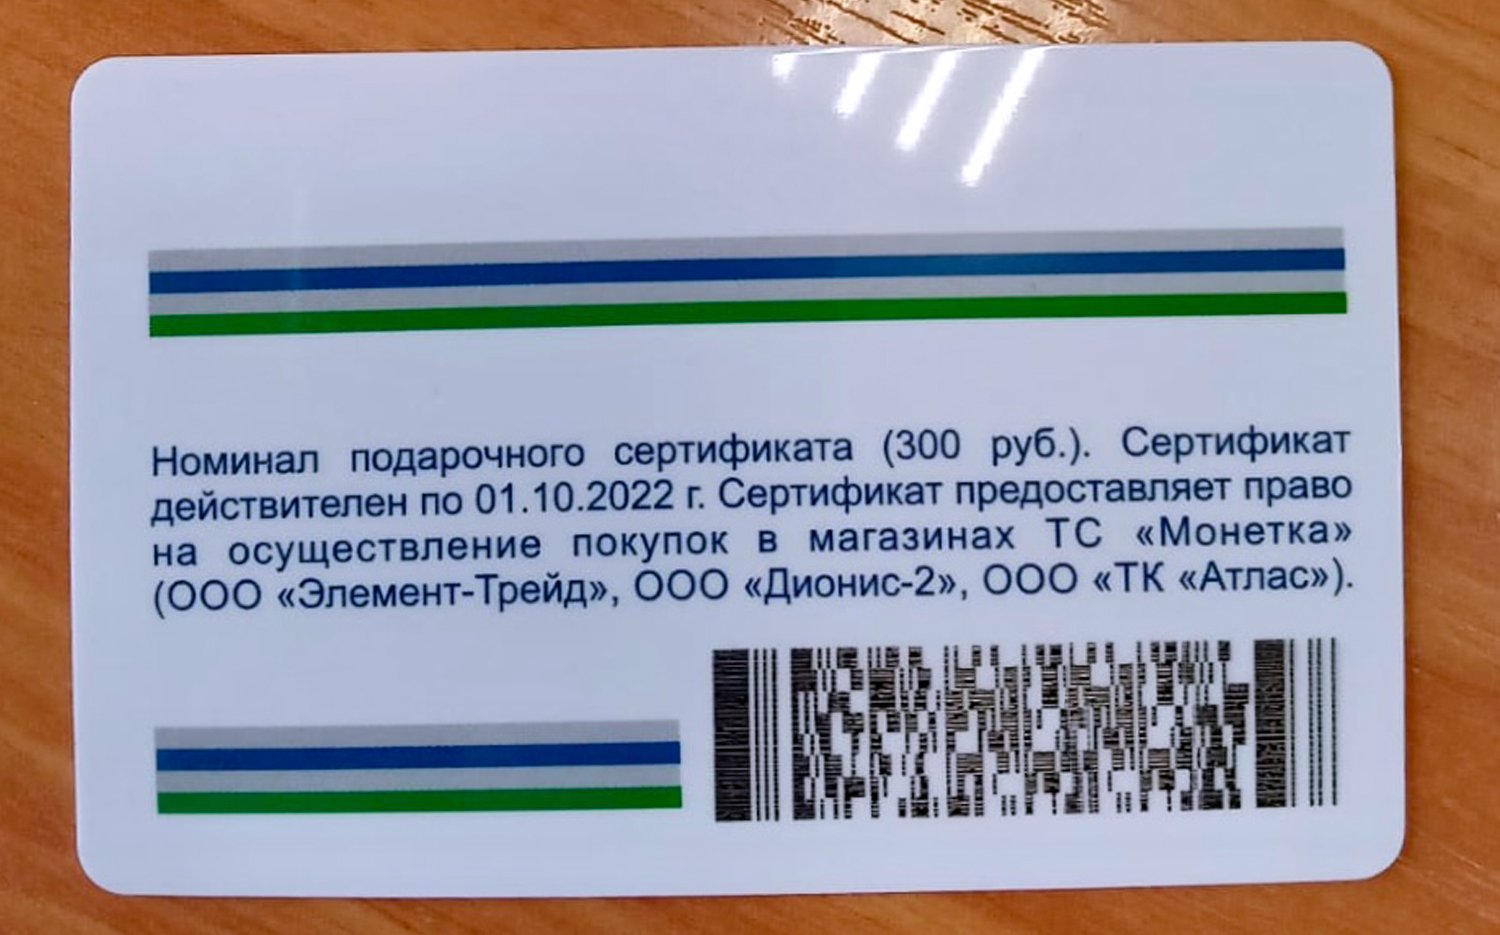 Номинал подарочного сертификата (300 руб.). Сертификат
действителен по 01.10.2022 г. Сертификат предоставляет право
на осуществление покупок в магазинах ТС «Монетка»
(ООО «Элемент-Трейд», ООО «Дионис-2», ООО «ТК «Атлас»).